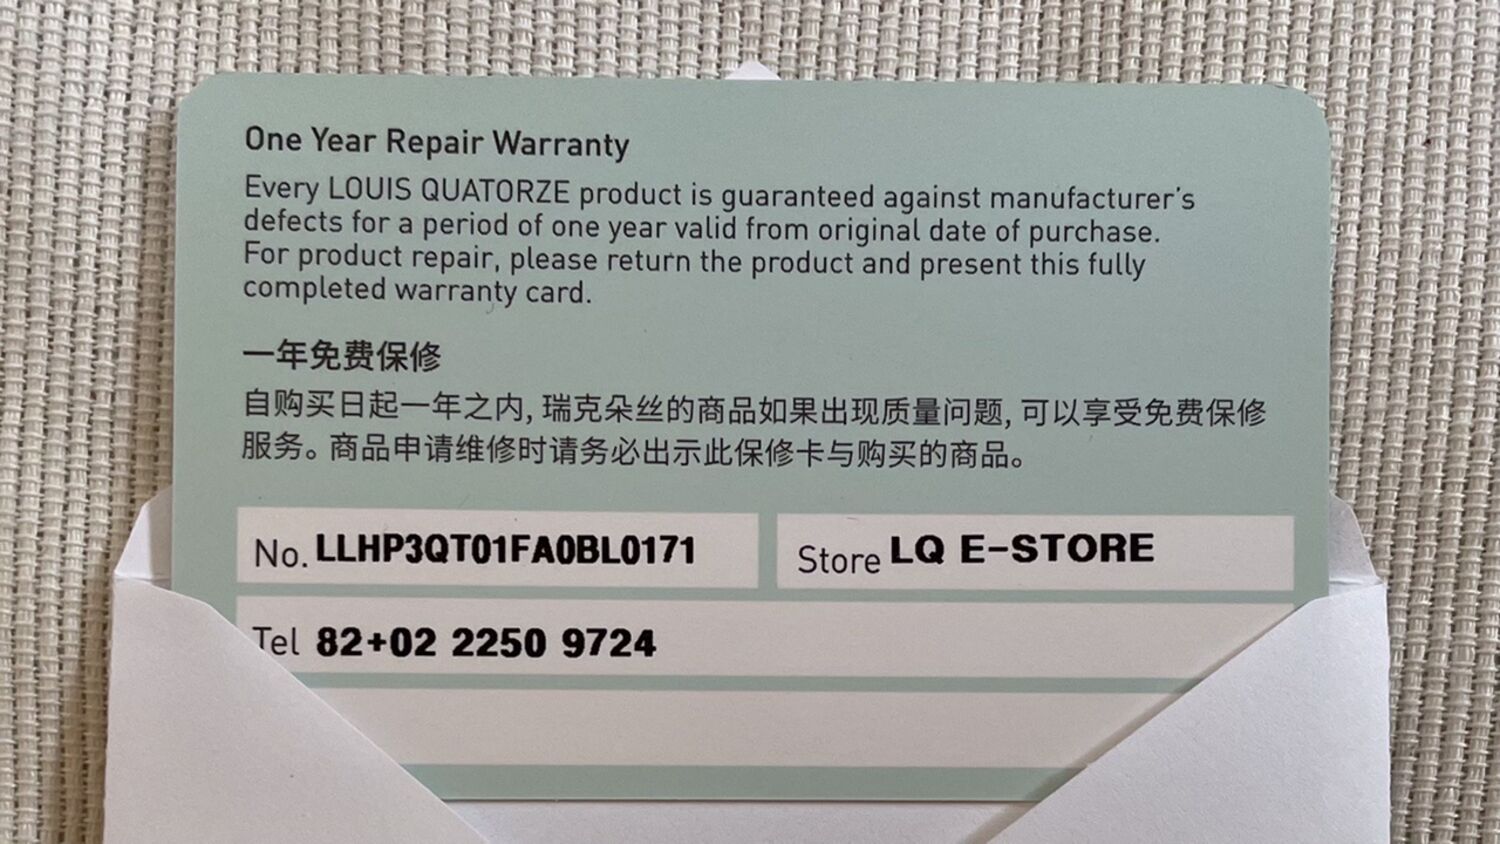 One Year Repair Warranty
Every LOUIS QUATORZE product is guaranteed against manufacturer's
defects for a period of one year valid from original date of purchase.
For product repair, please return the product and present this fully
completed warranty card.
一年免费保修
自购买日起一年之内, 瑞克朵丝的商品如果出现质量问题, 可以享受免费保修
服务。商品申请维修时请务必出示此保修卡与购买的商品。
No. LLHP3QT01FA0BL0171
Store LQ E-STORE
Tel 82+02 2250 9724